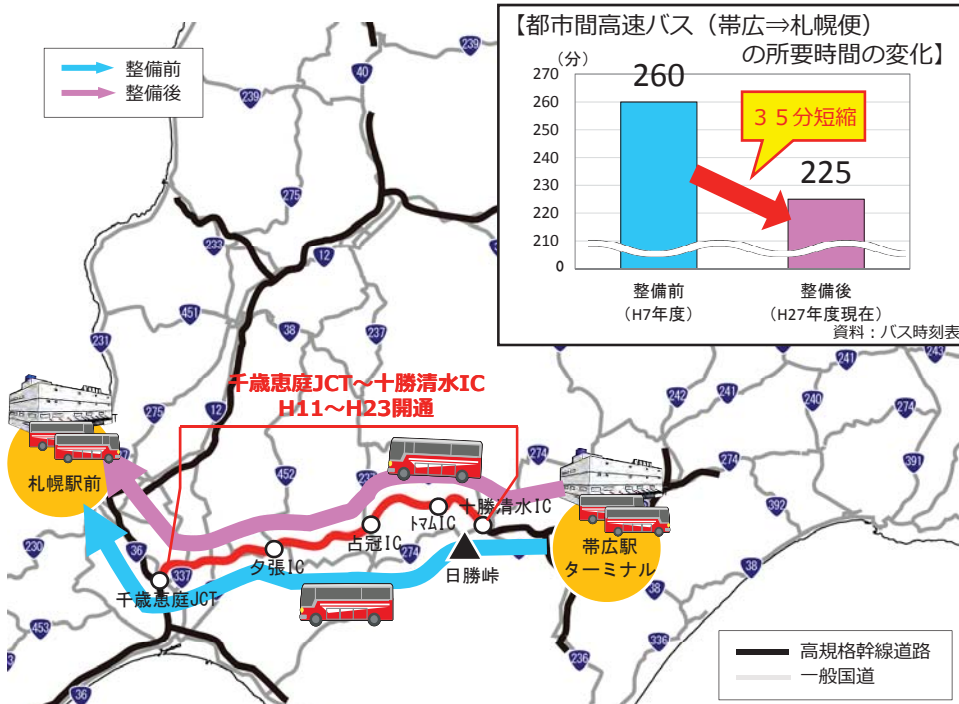 整備前
整備後
【都市間高速バス（帯広⇒札幌便）
の所要時間の変化】
（分）
270
260
250
240
230
220
210
0
260
３５分短縮
225
整備前
（H7年度）
整備後
（H27年度現在）
資料：バス時刻表
239
40
239
275
233
12
451
38
237
231
275
12
452
千歳恵庭JCT～十勝清水IC
H11～H23開通
241
241
243
242
240
274
391
274
274
392
札幌駅前
十勝清水IC
ﾄﾏﾑIC
占冠IC
274
夕張IC
日勝峠
帯広駅
ターミナル
230
36
337
千歳恵庭JCT
38
38
336
236
453
36
高規格幹線道路
一般国道